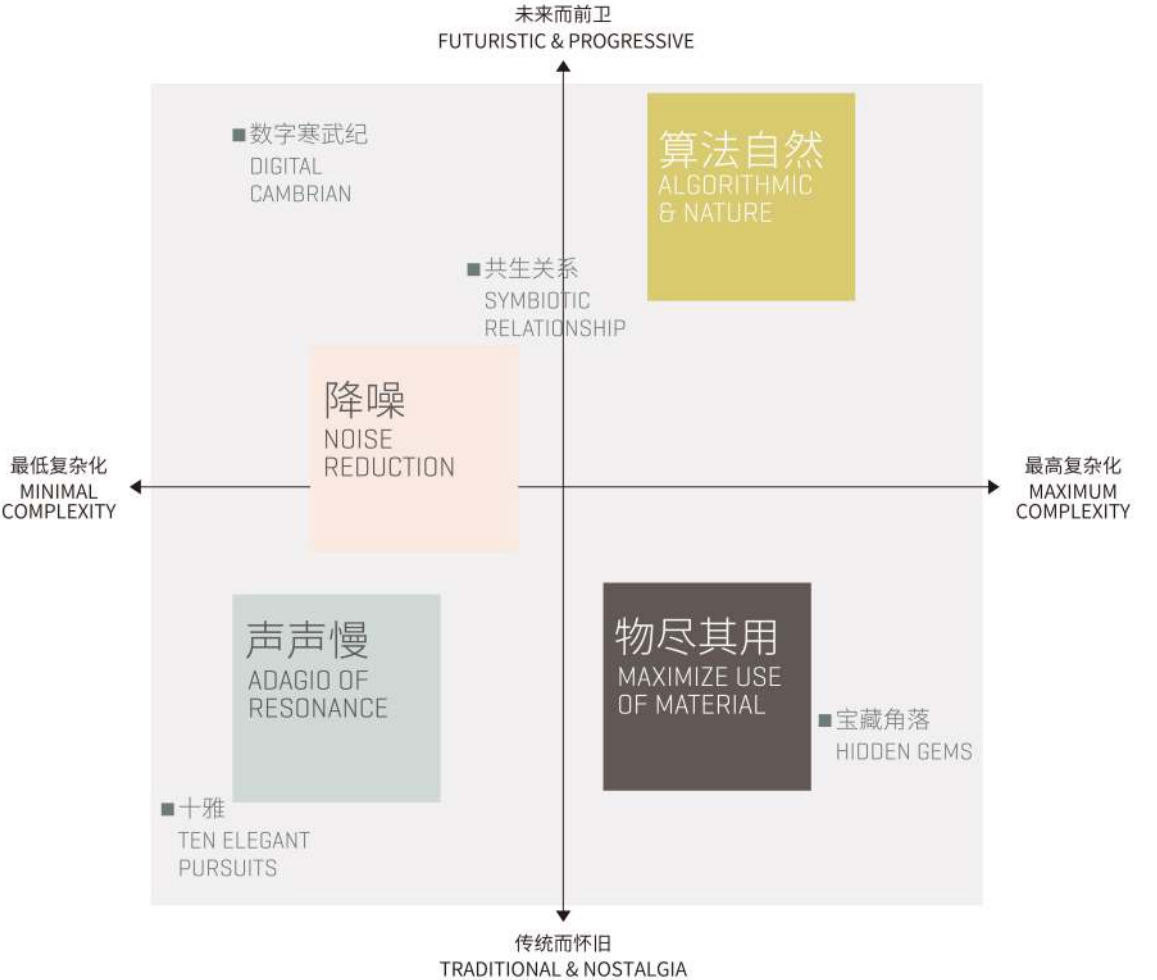 未来而前卫
FUTURISTIC & PROGRESSIVE
数字寒武纪
DIGITAL
CAMBRIAN
算法自然
ALGORITHMIC
& NATURE
共生关系
SYMBIOTIC
RELATIONSHIP
降噪
NOISE
REDUCTION
最低复杂化
MINIMAL
COMPLEXITY
最高复杂化
MAXIMUM
COMPLEXITY
声声慢
ADAGIO OF
RESONANCE
物尽其用
MAXIMIZE USE
OF MATERIAL
宝藏角落
HIDDEN GEMS
十雅
TEN ELEGANT
PURSUITS
传统而怀旧
TRADITIONAL & NOSTALGIA